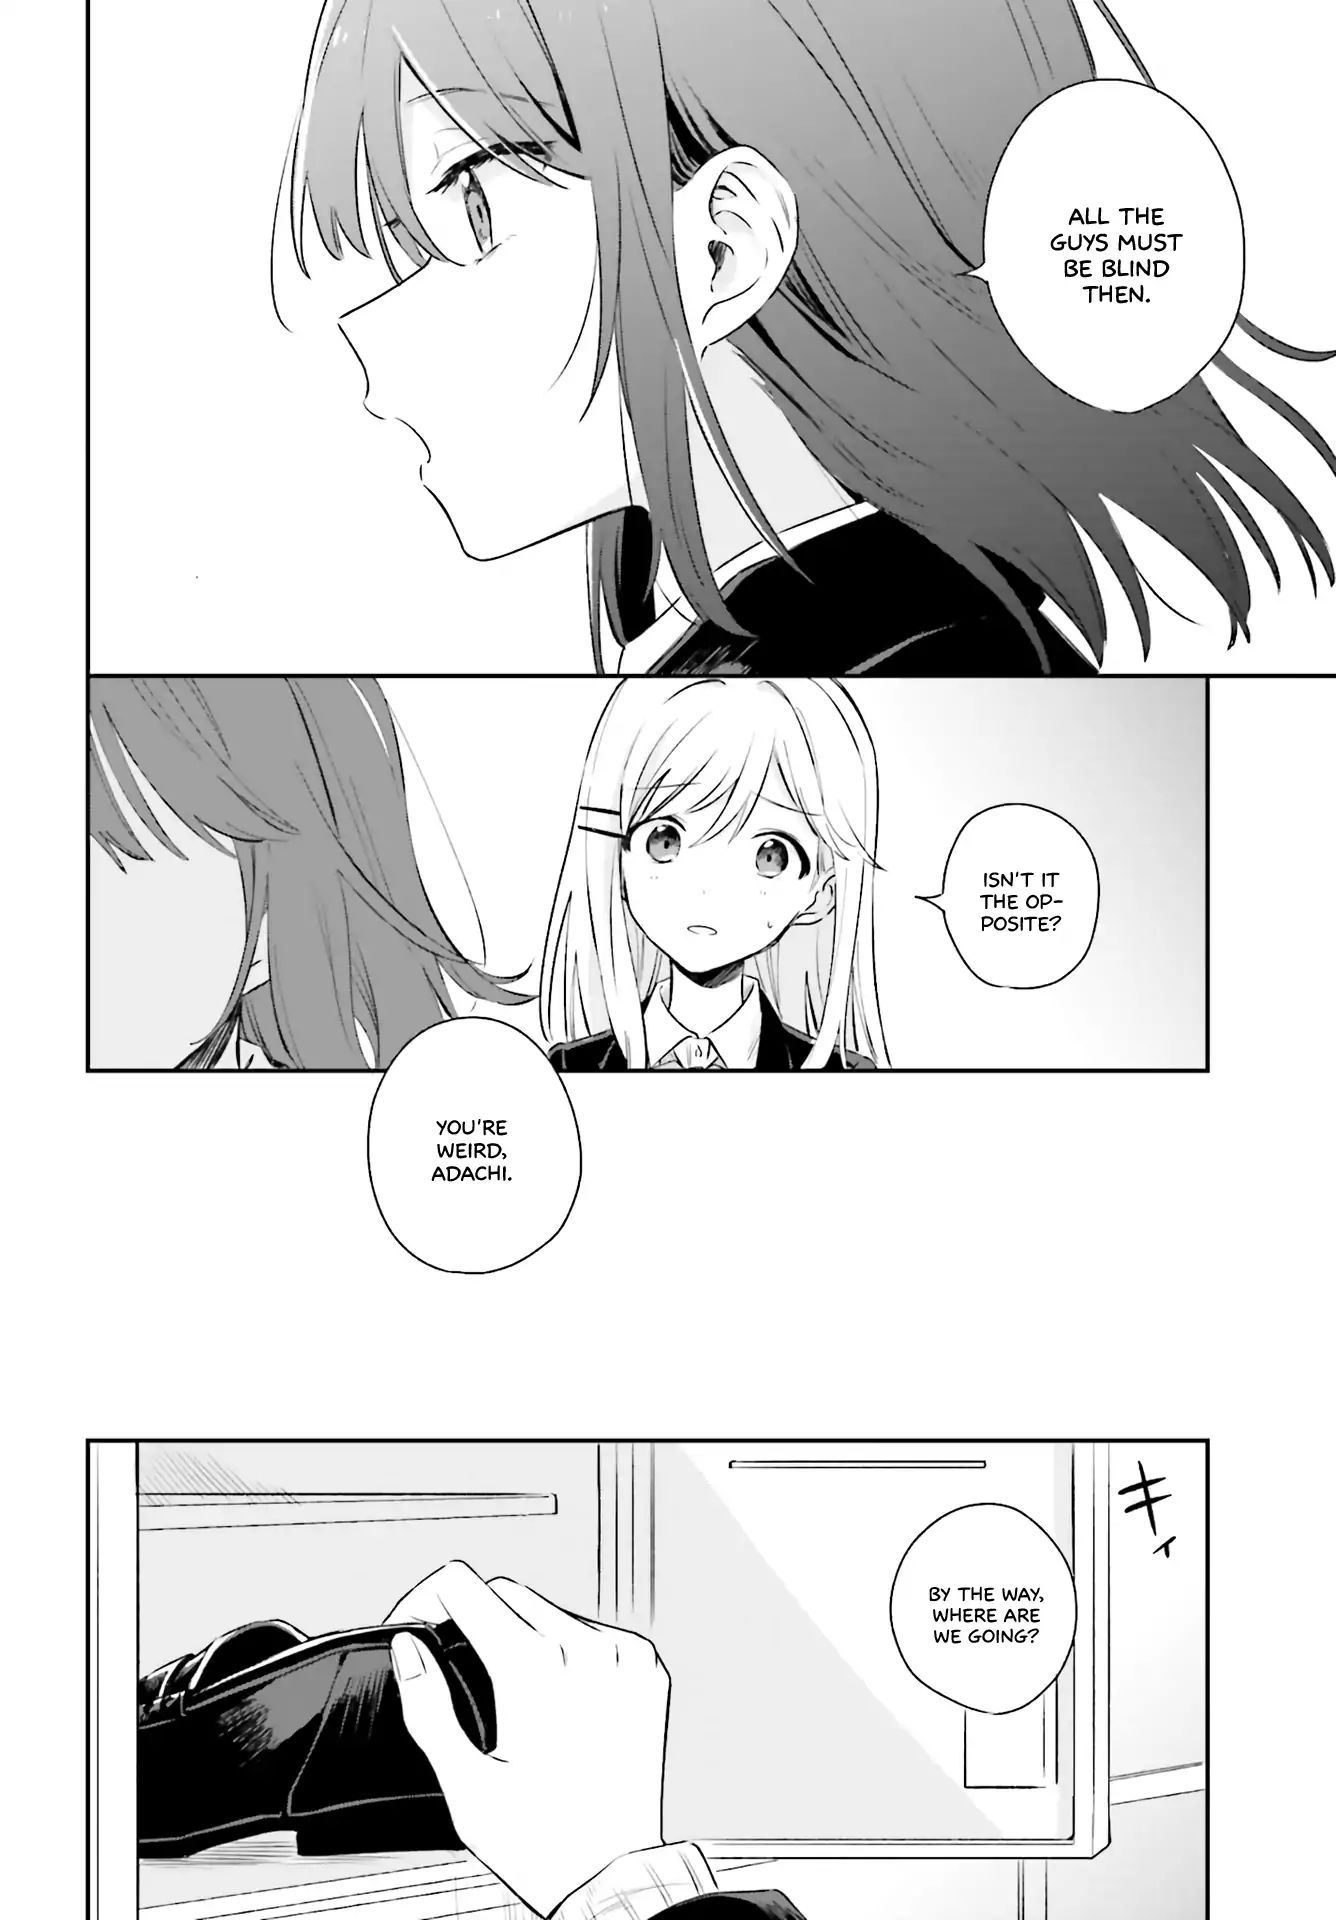 ALL THE
GUYS MUST
BE BLIND
THEN.
ISN'T IT
THE OP-
POSITE?
YOU'RE
WEIRD,
ADACHI.
キィ
BY THE WAY,
WHERE ARE
WE GOING?